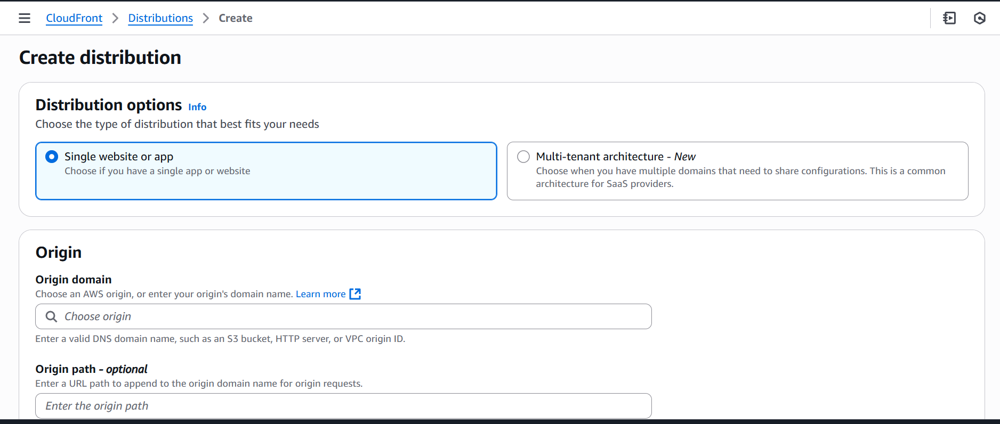 CloudFront > Distributions > Create
Create distribution
Distribution options Info
Choose the type of distribution that best fits your needs
Single website or app
Choose if you have a single app or website
Multi-tenant architecture - New
Choose when you have multiple domains that need to share configurations. This is a common
architecture for SaaS providers.
Origin
Origin domain
Choose an AWS origin, or enter your origin's domain name. Learn more
Choose origin
Enter a valid DNS domain name, such as an S3 bucket, HTTP server, or VPC origin ID.
Origin path - optional
Enter a URL path to append to the origin domain name for origin requests.
Enter the origin path